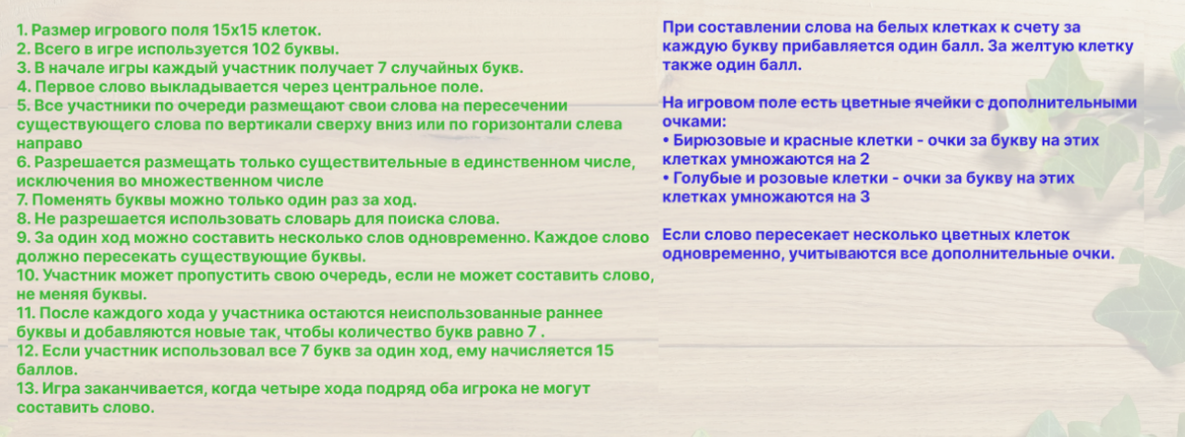 1. Размер игрового поля 15х15 клеток.
2. Всего в игре используется 102 буквы.
3. В начале игры каждый участник получает 7 случайных букв.
4. Первое слово выкладывается через центральное поле.
5. Все участники по очереди размещают свои слова на пересечении
существующего слова по вертикали сверху вниз или по горизонтали слева
направо
6. Разрешается размещать только существительные в единственном числе,
исключения во множественном числе
7. Поменять буквы можно только один раз за ход.
8. Не разрешается использовать словарь для поиска слова.
9. За один ход можно составить несколько слов одновременно. Каждое слово
должно пересекать существующие буквы.
10. Участник может пропустить свою очередь, если не может составить слово,
не меняя буквы.
11. После каждого хода у участника остаются неиспользованные раннее
буквы и добавляются новые так, чтобы количество букв равно 7 .
12. Если участник использовал все 7 букв за один ход, ему начисляется 15
баллов.
13. Игра заканчивается, когда четыре хода подряд оба игрока не могут
составить слово.
При составлении слова на белых клетках к счету за
каждую букву прибавляется один балл. За желтую клетку
также один балл.
На игровом поле есть цветные ячейки с дополнительными
очками:
• Бирюзовые и красные клетки - очки за букву на этих
клетках умножаются на 2
• Голубые и розовые клетки - очки за букву на этих
клетках умножаются на 3
Если слово пересекает несколько цветных клеток
одновременно, учитываются все дополнительные очки.